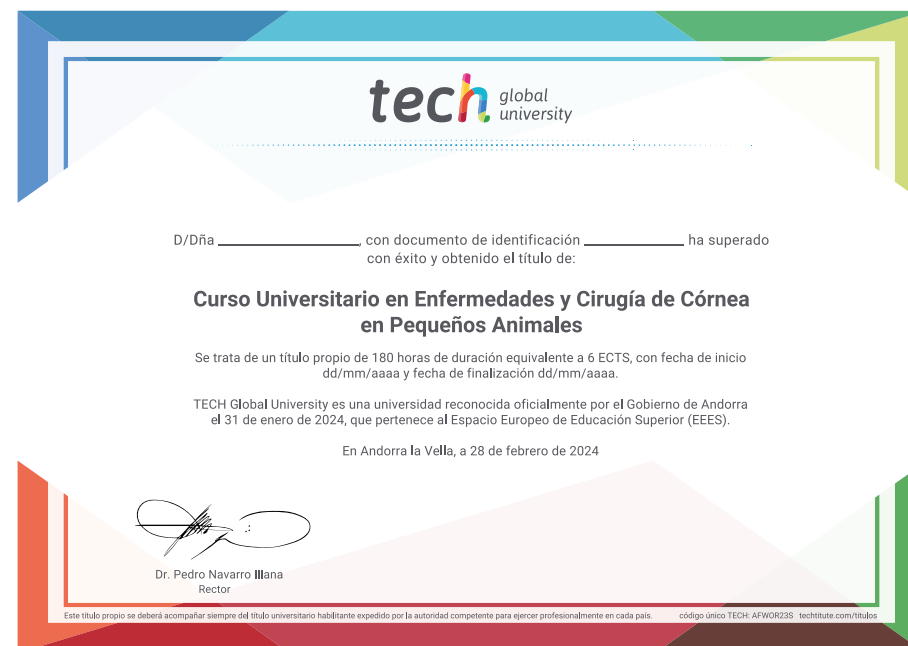 tech global university
D/Dña ____________________, con documento de identificación ______________ ha superado
con éxito y obtenido el título de:
Curso Universitario en Enfermedades y Cirugía de Córnea
en Pequeños Animales
Se trata de un título propio de 180 horas de duración equivalente a 6 ECTS, con fecha de inicio
dd/mm/aaaa y fecha de finalización dd/mm/aaaa.
TECH Global University es una universidad reconocida oficialmente por el Gobierno de Andorra
el 31 de enero de 2024, que pertenece al Espacio Europeo de Educación Superior (EEES).
En Andorra la Vella, a 28 de febrero de 2024
Dr. Pedro Navarro Illana
Rector
Este título propio se deberá acompañar siempre del título universitario habilitante expedido por la autoridad competente para ejercer profesionalmente en cada país. código único TECH: AFWOR23S techtitute.com/titulos